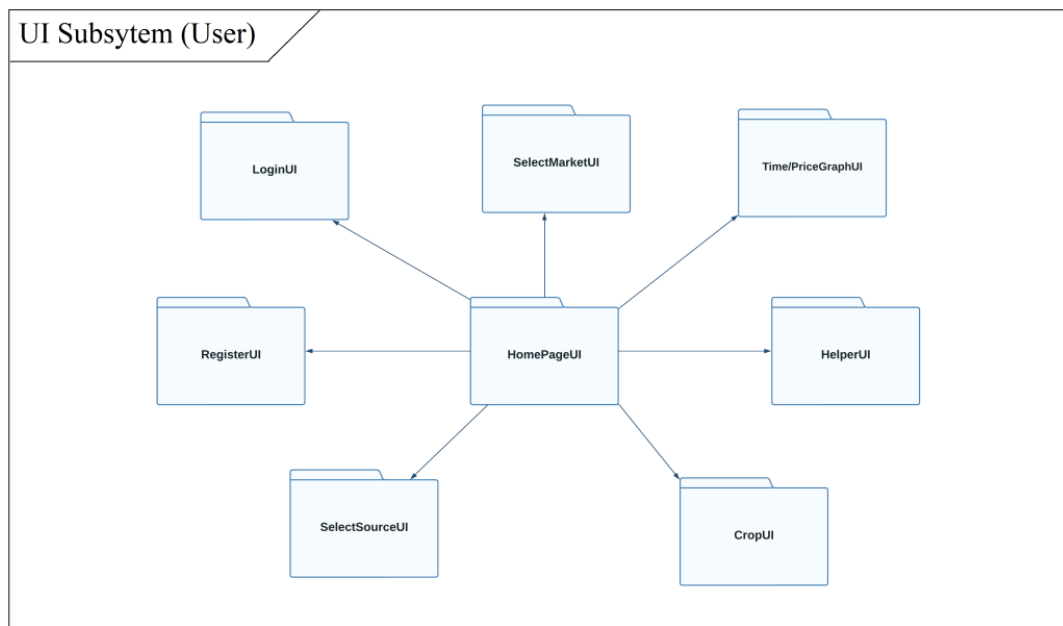 UI Subsytem (User)
LoginUI
SelectMarketUI
Time/PriceGraphUI
RegisterUI
HomePageUI
HelperUI
SelectSourceUI
CropUI